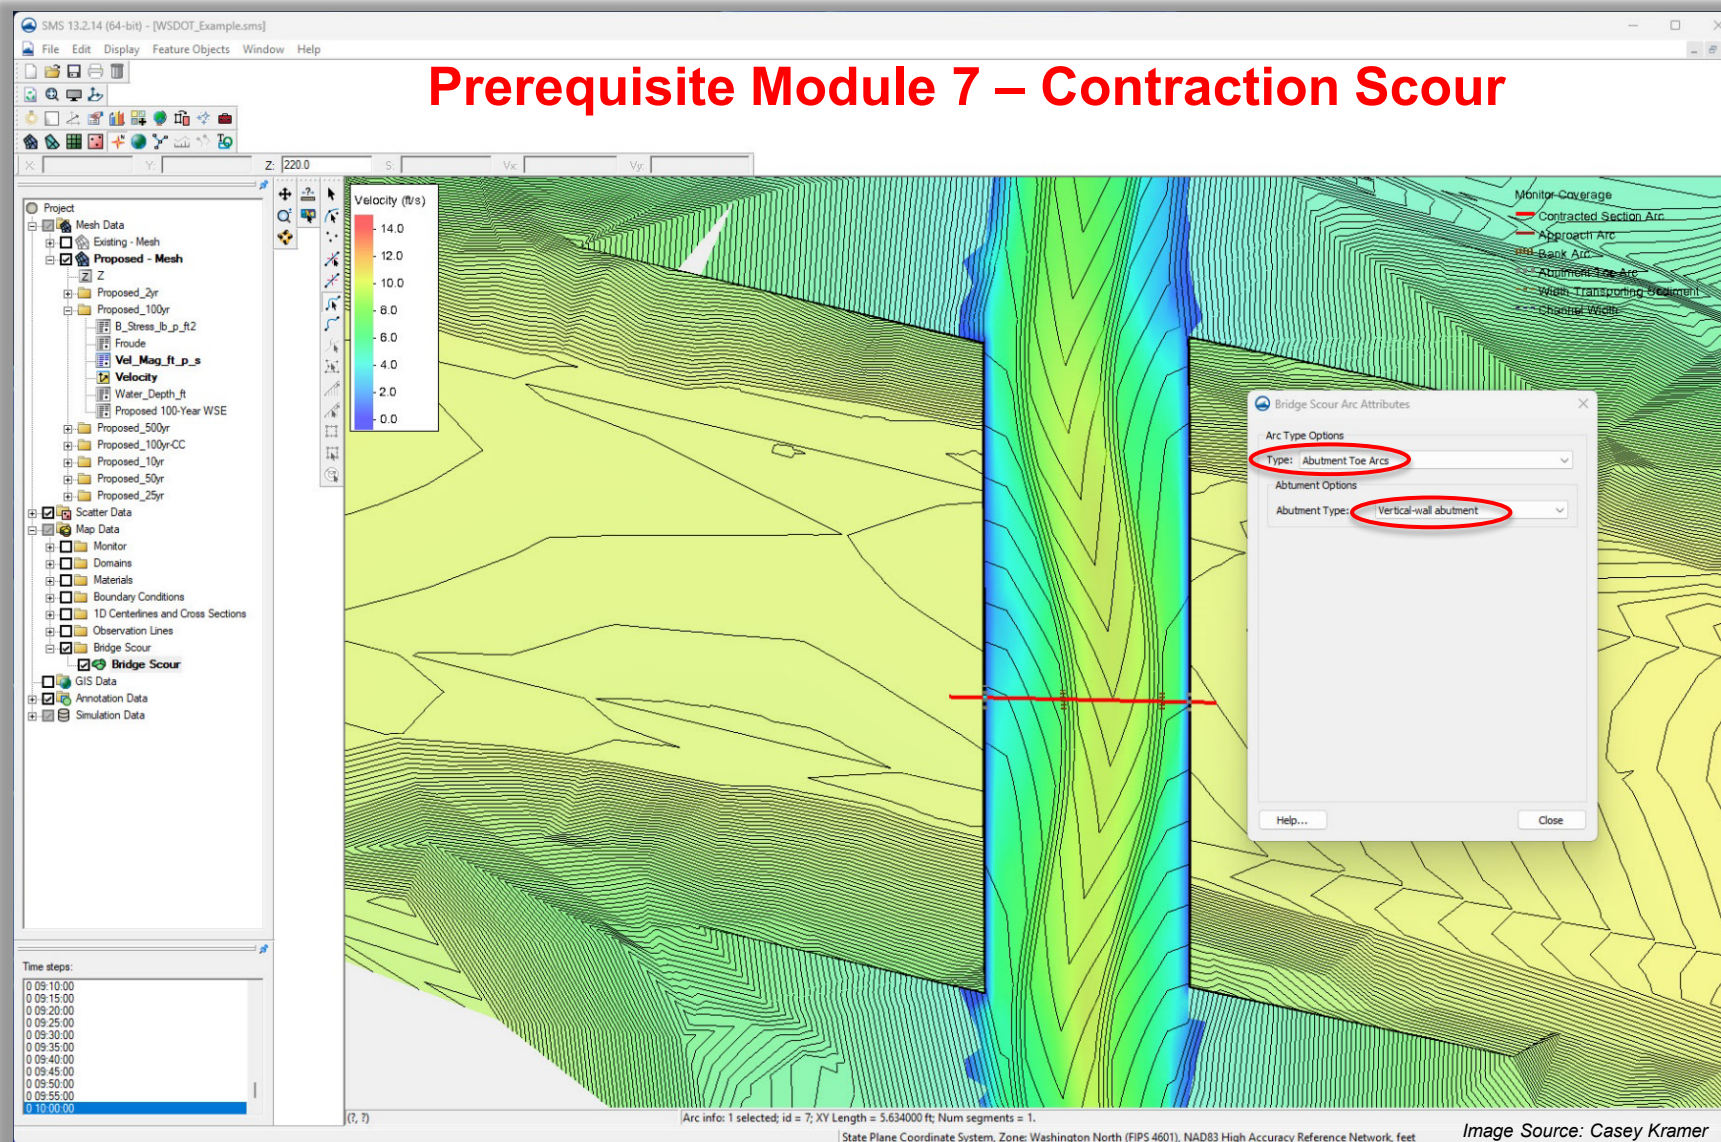 SMS 13.2.14 (64-bit) - [WSDOT_Example.sms]
File Edit Display Feature Objects Window Help
Prerequisite Module 7 – Contraction Scour
X: Y: Z: 220.0 S: Vx: Vy:
Project
Mesh Data
Existing - Mesh
Proposed - Mesh
Z Z
Proposed_2yr
Proposed_100yr
B_Stress_lb_p_ft2
Froude
Vel_Mag_ft_p_s
Velocity
Water_Depth_ft
Proposed 100-Year WSE
Proposed_500yr
Proposed_100yr-CC
Proposed_10yr
Proposed_50yr
Proposed_25yr
Scatter Data
Map Data
Monitor
Domains
Materials
Boundary Conditions
1D Centerlines and Cross Sections
Observation Lines
Bridge Scour
Bridge Scour
GIS Data
Annotation Data
Simulation Data
Time steps:
0 09:10:00
0 09:15:00
0 09:20:00
0 09:25:00
0 09:30:00
0 09:35:00
0 09:40:00
0 09:45:00
0 09:50:00
0 09:55:00
0 10:00:00
Velocity (ft/s)
14.0
12.0
10.0
8.0
6.0
4.0
2.0
0.0
Monitor Coverage
Contracted Section Arc
Approach Arc
Bank Arc
Abutment Toe Arc
Width Transporting Sediment
Channel Width
Bridge Scour Arc Attributes
Arc Type Options
Type: Abutment Toe Arcs
Abtument Options
Abutment Type: Vertical-wall abutment
Help...
Close
(?, ?)
Arc info: 1 selected; id = 7; XY Length = 5.634000 ft; Num segments = 1.
State Plane Coordinate System, Zone: Washington North (FIPS 4601), NAD83 High Accuracy Reference Network, feet
Image Source: Casey Kramer